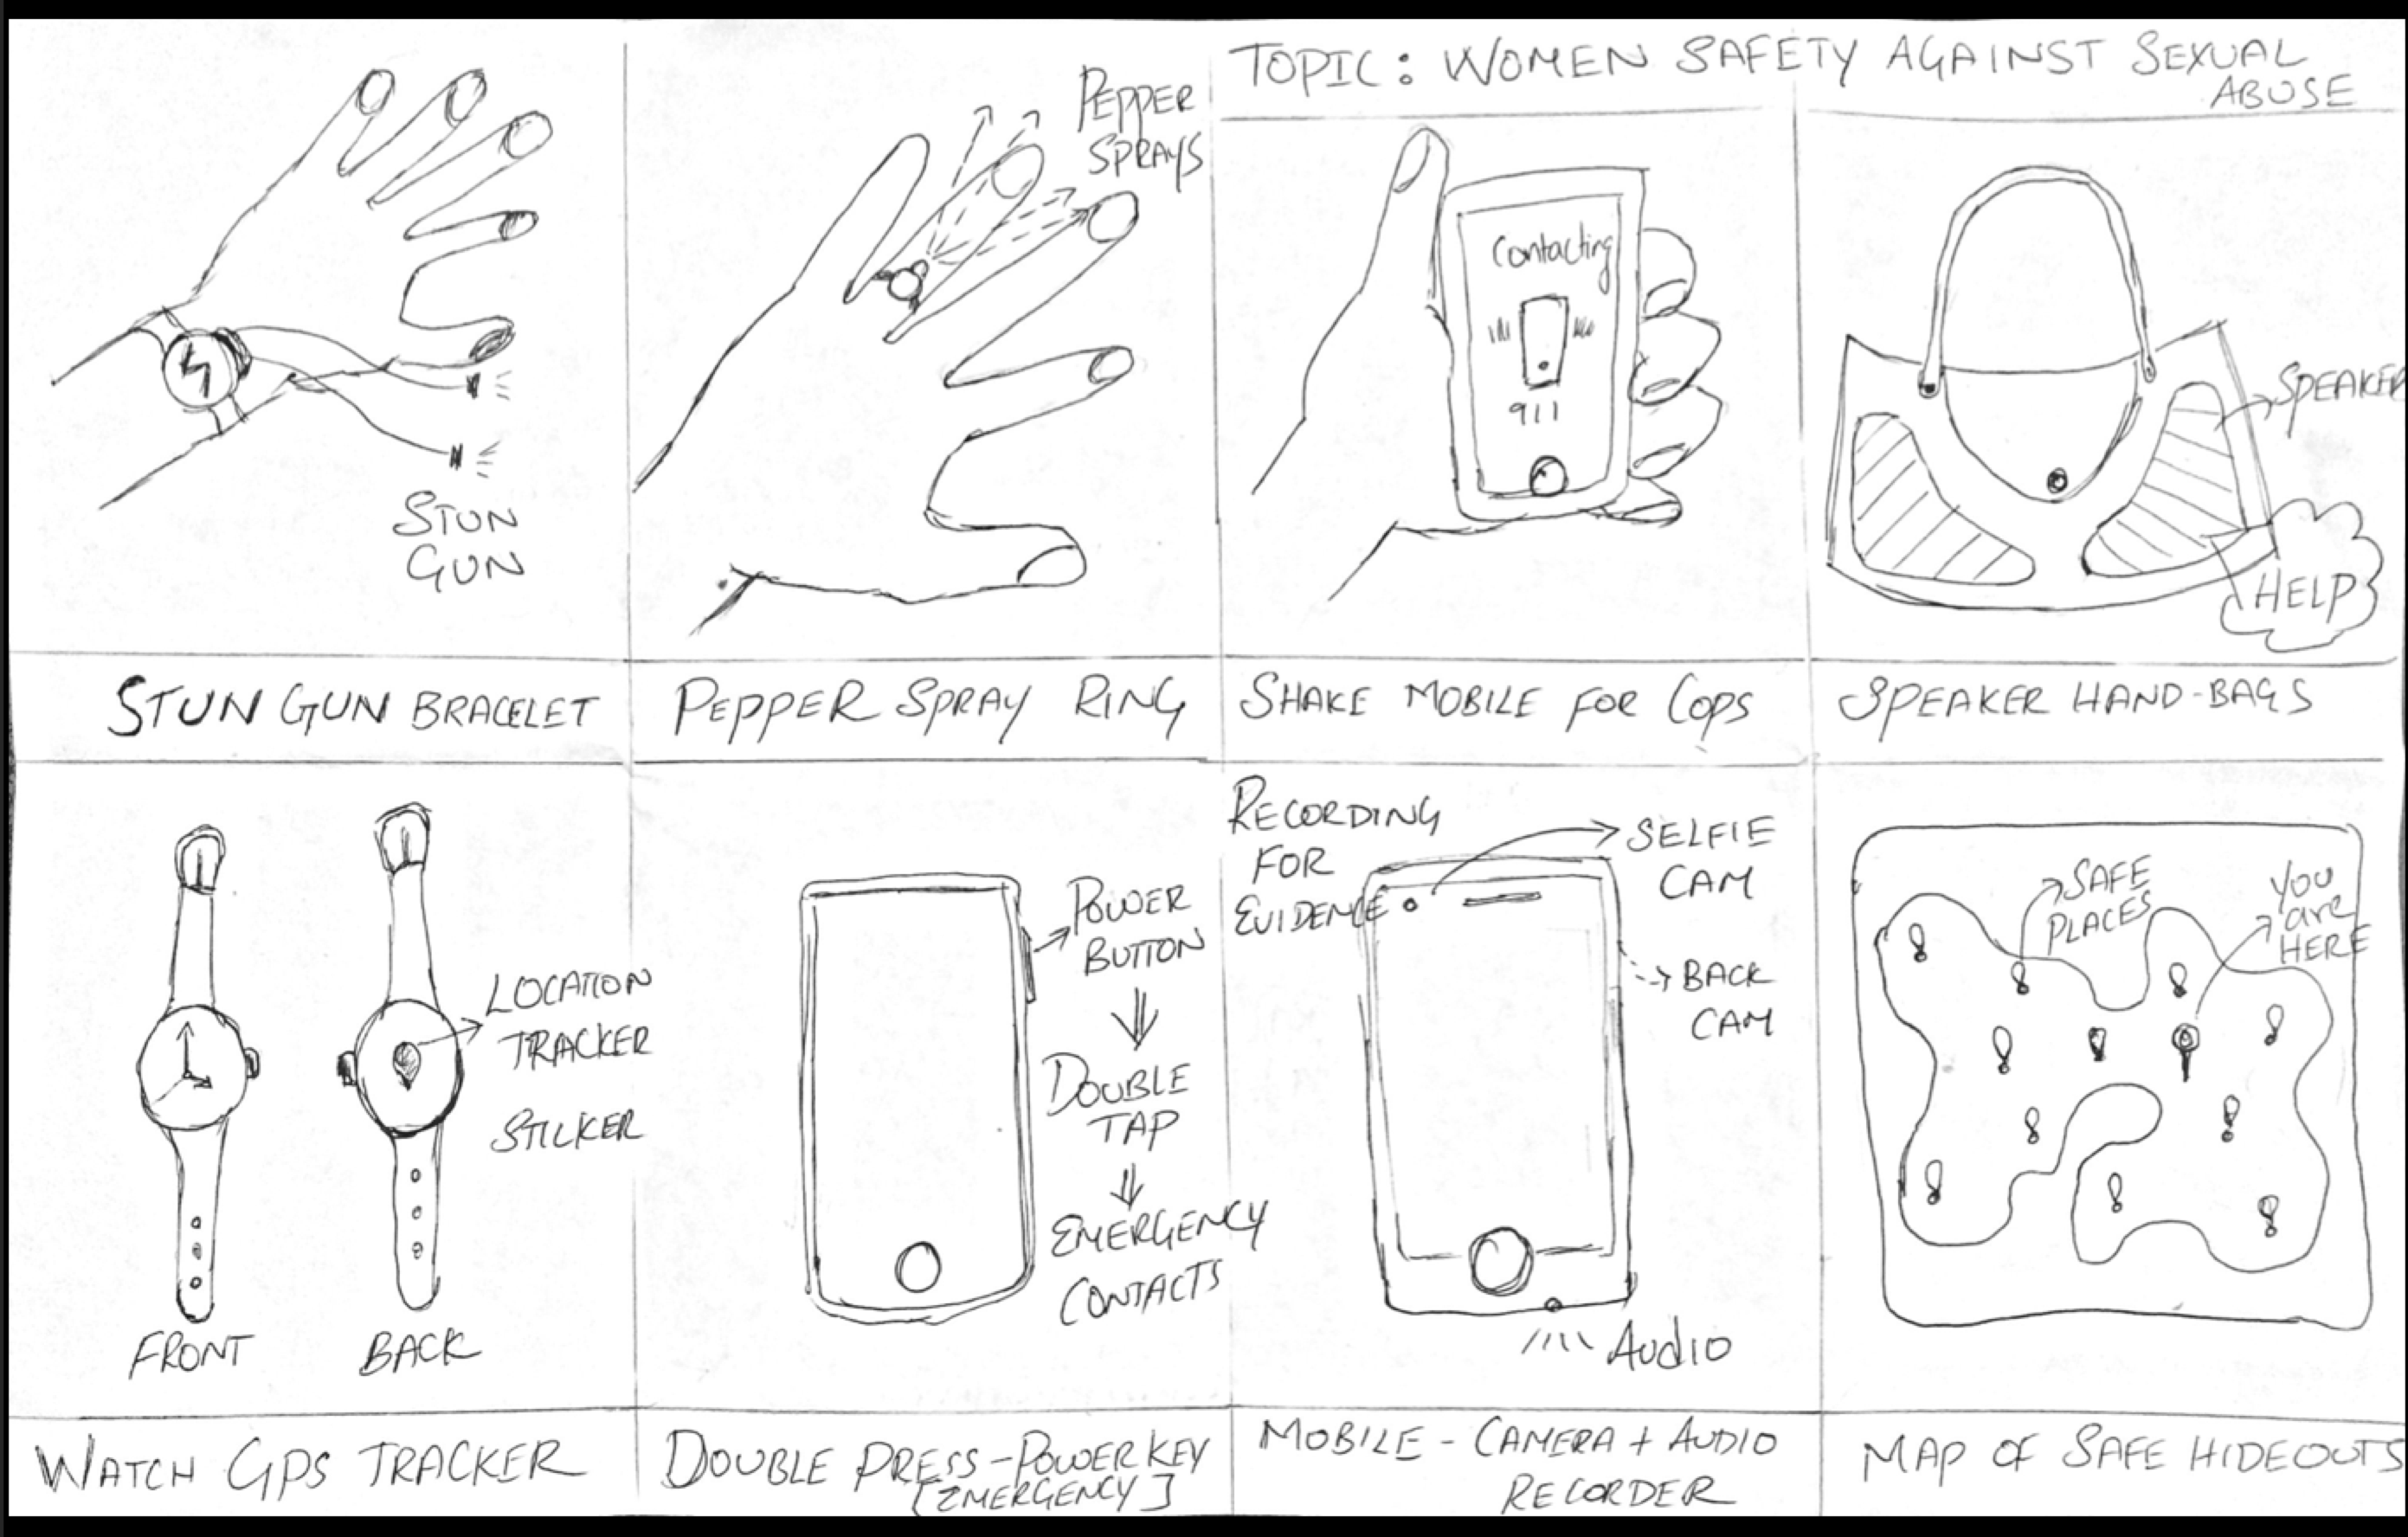 TOPIC: WOMEN SAFETY AGAINST SEXUAL
ABUSE
STUN
GUN
STUN GUN BRACELET
PEPPER
SPRAYS
PEPPER SPRAY RING
Contacting
911
SHAKE MOBILE FOR COPS
SPEAKER
HELP
SPEAKER HAND-BAGS
LOCATION
TRACKER
STICKER
FRONT
BACK
WATCH GPS TRACKER
POWER
BUTTON
DOUBLE
TAP
EMERGENCY
CONTACTS
DOUBLE PRESS-POWER KEY
[EMERGENCY]
RECORDING
FOR
EVIDENCE
SELFIE
CAM
BACK
CAM
AUDIO
MOBILE - CAMERA + AUDIO
RECORDER
SAFE
PLACES
YOU
are
HERE
MAP OF SAFE HIDEOUTS